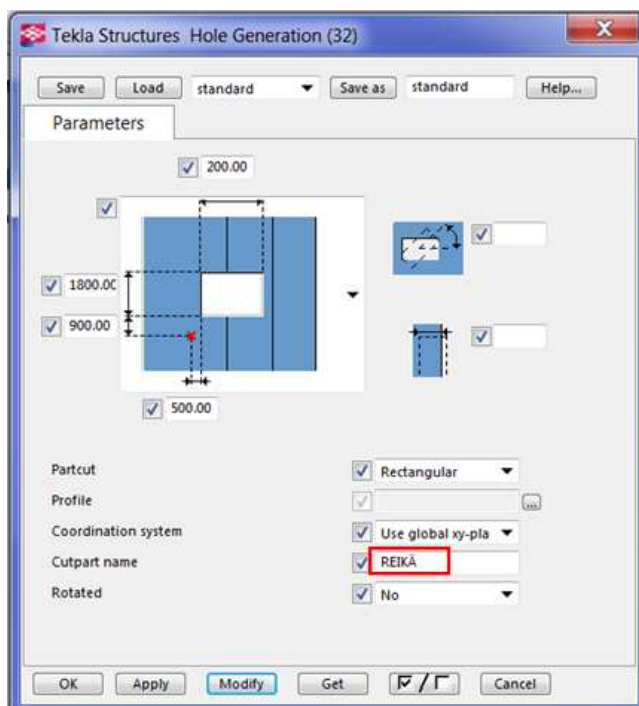 Tekla Structures Hole Generation (32)
Save Load standard Save as standard Help...
Parameters
200.00
1800.00
900.00
500.00
Partcut Rectangular
Profile ...
Coordination system Use global xy-pla
Cutpart name REIKÄ
Rotated No
OK Apply Modify Get / Cancel